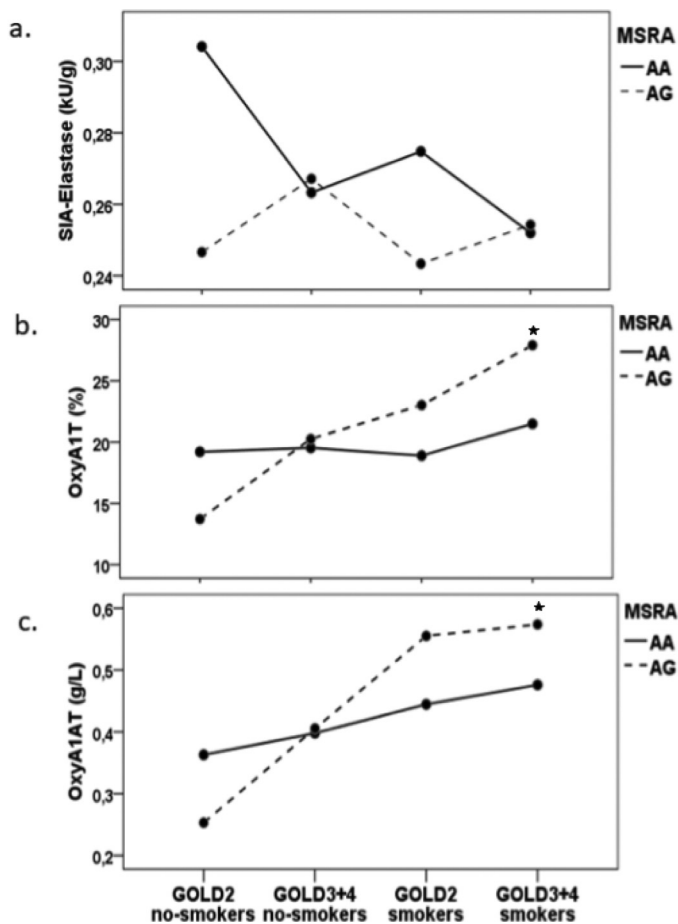 a.
SIA-Elastase (kU/g)
0,30
0,28
0,26
0,24
MSRA
AA
AG
b.
OxyA1T (%)
30
25
20
15
10
MSRA
AA
AG
c.
OxyA1AT (g/L)
0,6
0,5
0,4
0,3
0,2
MSRA
AA
AG
GOLD2 GOLD3+4 GOLD2 GOLD3+4
no-smokers no-smokers smokers smokers